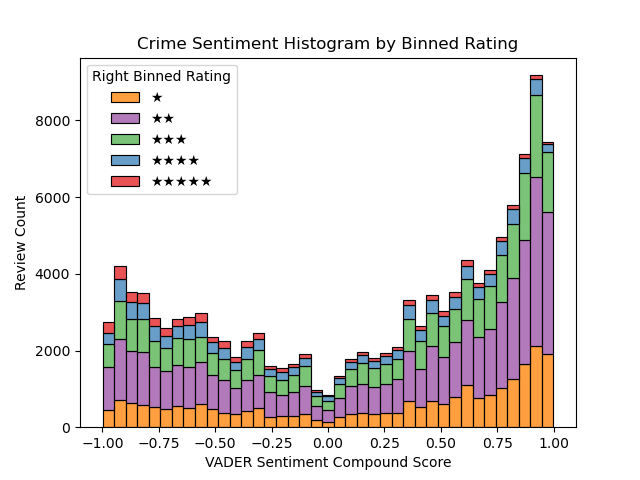 Crime Sentiment Histogram by Binned Rating
Right Binned Rating
★
★★
★★★
★★★★
★★★★★
Review Count
8000
6000
4000
2000
0
−1.00 −0.75 −0.50 −0.25 0.00 0.25 0.50 0.75 1.00
VADER Sentiment Compound Score